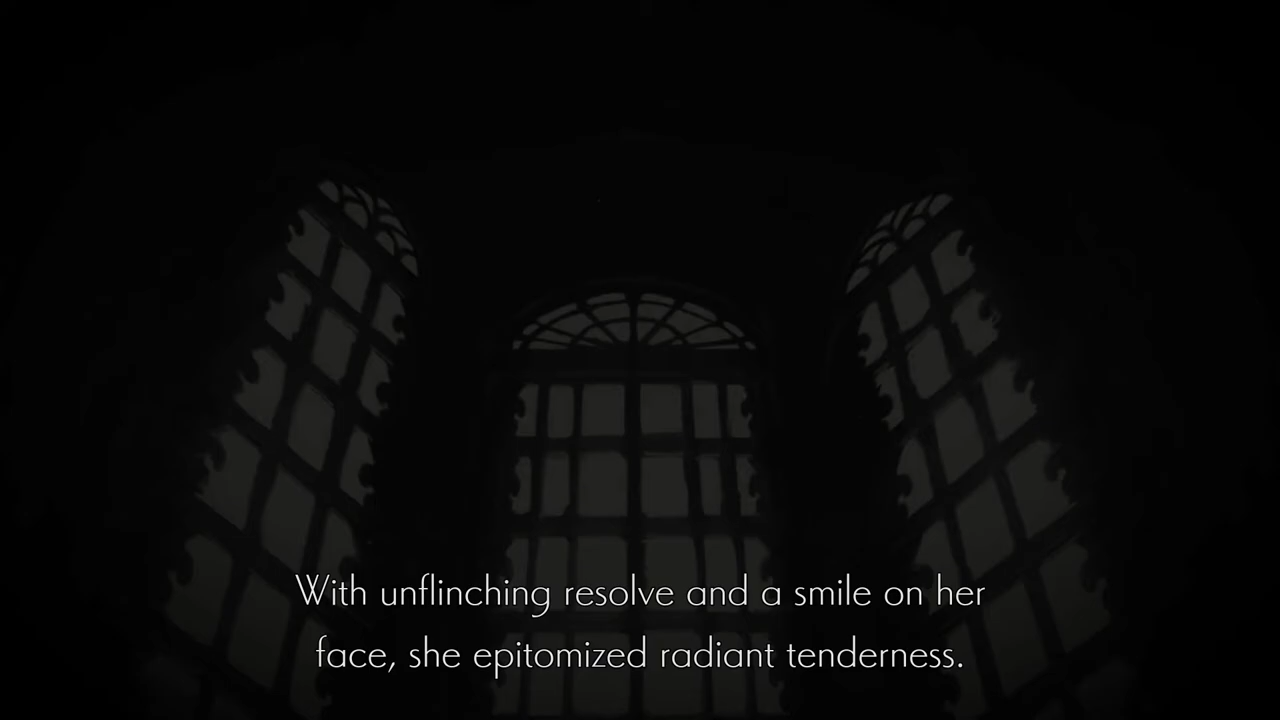 With unflinching resolve and a smile on her
face, she epitomized radiant tenderness.